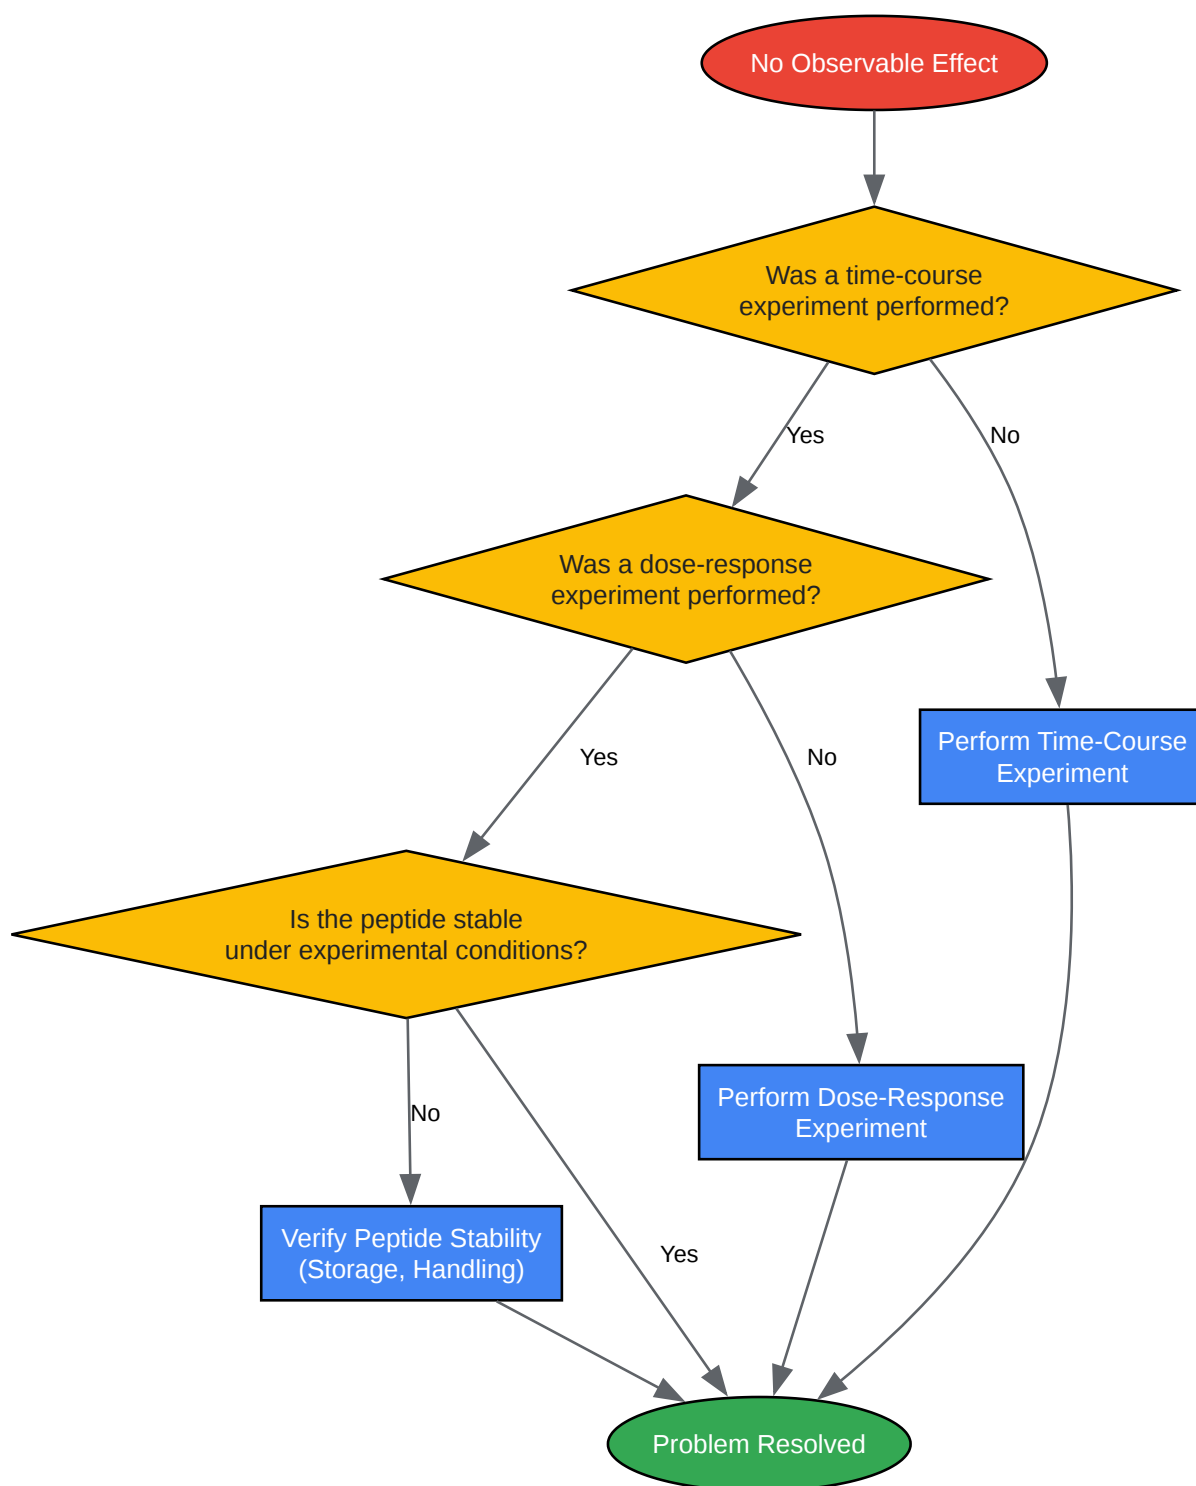 No Observable Effect
Was a time-course
experiment performed?
Yes
No
Was a dose-response
experiment performed?
Perform Time-Course
Experiment
Yes
No
Is the peptide stable
under experimental conditions?
Perform Dose-Response
Experiment
No
Verify Peptide Stability
(Storage, Handling)
Yes
Problem Resolved